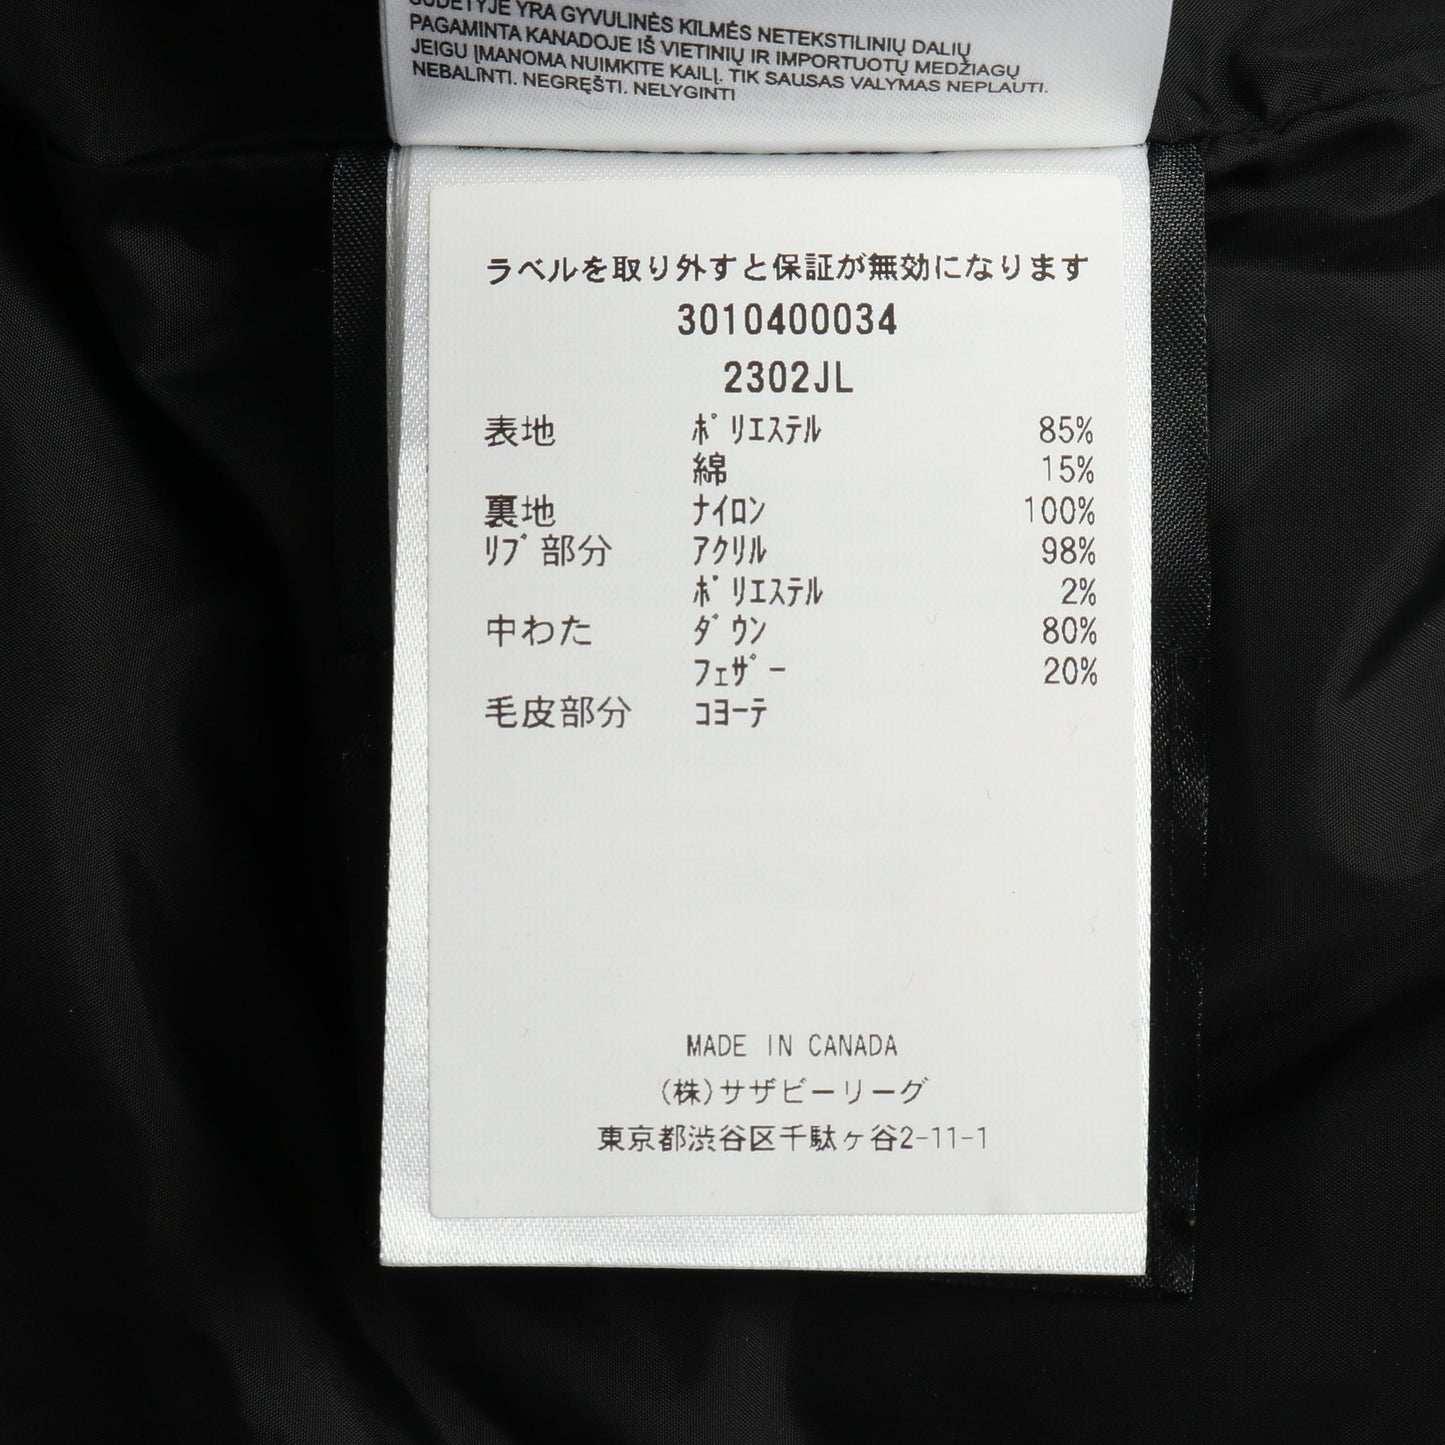 SUDĖTYJE YRA GYVULINĖS KILMĖS NETEKSTILINIŲ DALIŲ
PAGAMINTA KANADOJE IŠ VIETINIŲ IR IMPORTUOTŲ MEDŽIAGŲ
JEIGU ĮMANOMA NUIMKITE KAILĮ. TIK SAUSAS VALYMAS NEPLAUTI.
NEBALINTI. NEGRĘŠTI. NELYGINTI
ラベルを取り外すと保証が無効になります
3010400034
2302JL
表地 ﾎﾟﾘｴｽﾃﾙ 85%
綿 15%
裏地 ﾅｲﾛﾝ 100%
ﾘﾌﾞ部分 ｱｸﾘﾙ 98%
ﾎﾟﾘｴｽﾃﾙ 2%
中わた ﾀﾞｳﾝ 80%
ﾌｪｻﾞｰ 20%
毛皮部分 ｺﾖｰﾃ
MADE IN CANADA
(株)サザビーリーグ
東京都渋谷区千駄ヶ谷2-11-1